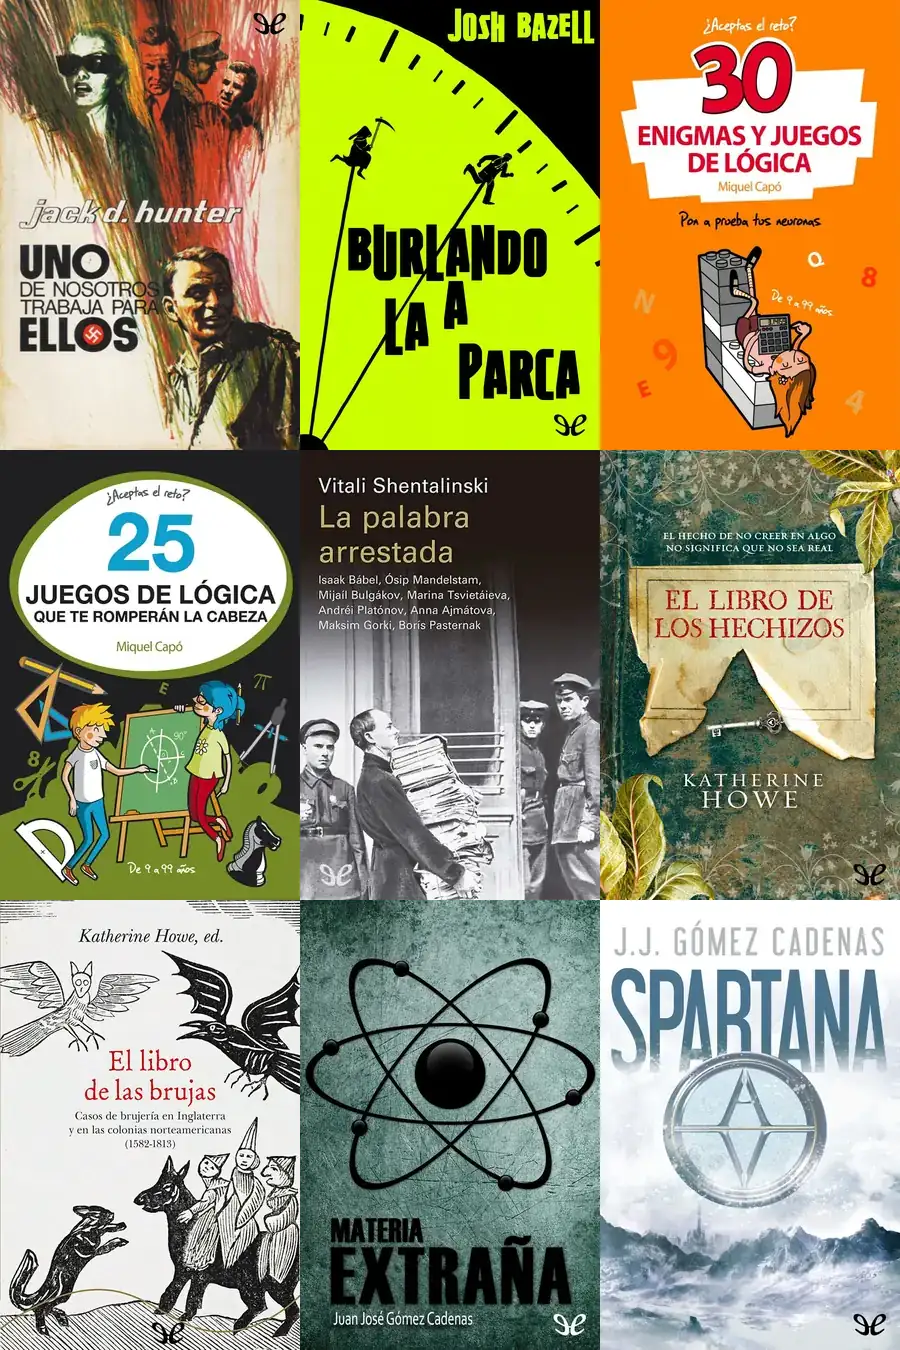 jack d. hunter
UNO
DE NOSOTROS
TRABAJA PARA
ELLOS
JOSH BAZELL
BURLANDO
A
LA
PARCA
¿Aceptas el reto?
30
ENIGMAS Y JUEGOS
DE LÓGICA
Miquel Capó
Pon a prueba tus neuronas
Q
8
N
De 9 a 99 años
9
E
4
¿Aceptas el reto?
25
JUEGOS DE LÓGICA
QUE TE ROMPERÁN LA CABEZA
Miquel Capó
E
π
90°
8
De 9 a 99 años
Vitali Shentalinski
La palabra
arrestada
Isaak Bábel, Ósip Mandelstam,
Mijaíl Bulgákov, Marina Tsvietáieva,
Andréi Platónov, Anna Ajmátova,
Maksim Gorki, Borís Pasternak
EL HECHO DE NO CREER EN ALGO
NO SIGNIFICA QUE NO SEA REAL
EL LIBRO DE
LOS HECHIZOS
KATHERINE
HOWE
Katherine Howe, ed.
El libro
de las brujas
Casos de brujería en Inglaterra
y en las colonias norteamericanas
(1582-1813)
MATERIA
EXTRAÑA
Juan José Gómez Cadenas
J.J. GÓMEZ CADENAS
SPARTANA